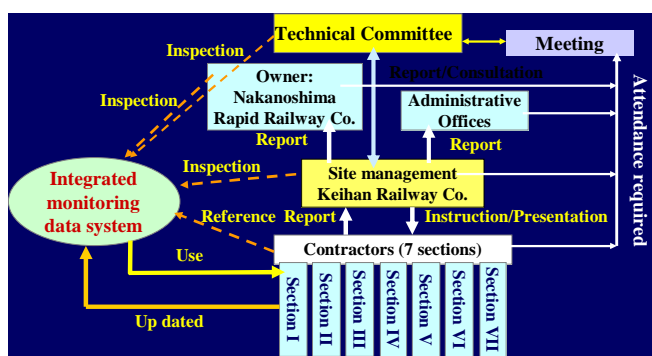 Technical Committee
Meeting
Inspection
Inspection
Owner:
Nakanoshima
Rapid Railway Co.
Report/Consultation
Administrative
Offices
Attendance required
Report
Report
Integrated
monitoring
data system
Inspection
Site management
Keihan Railway Co.
Reference
Report
Instruction/Presentation
Contractors (7 sections)
Use
Up dated
Section I
Section II
Section III
Section IV
Section V
Section VI
Section VII